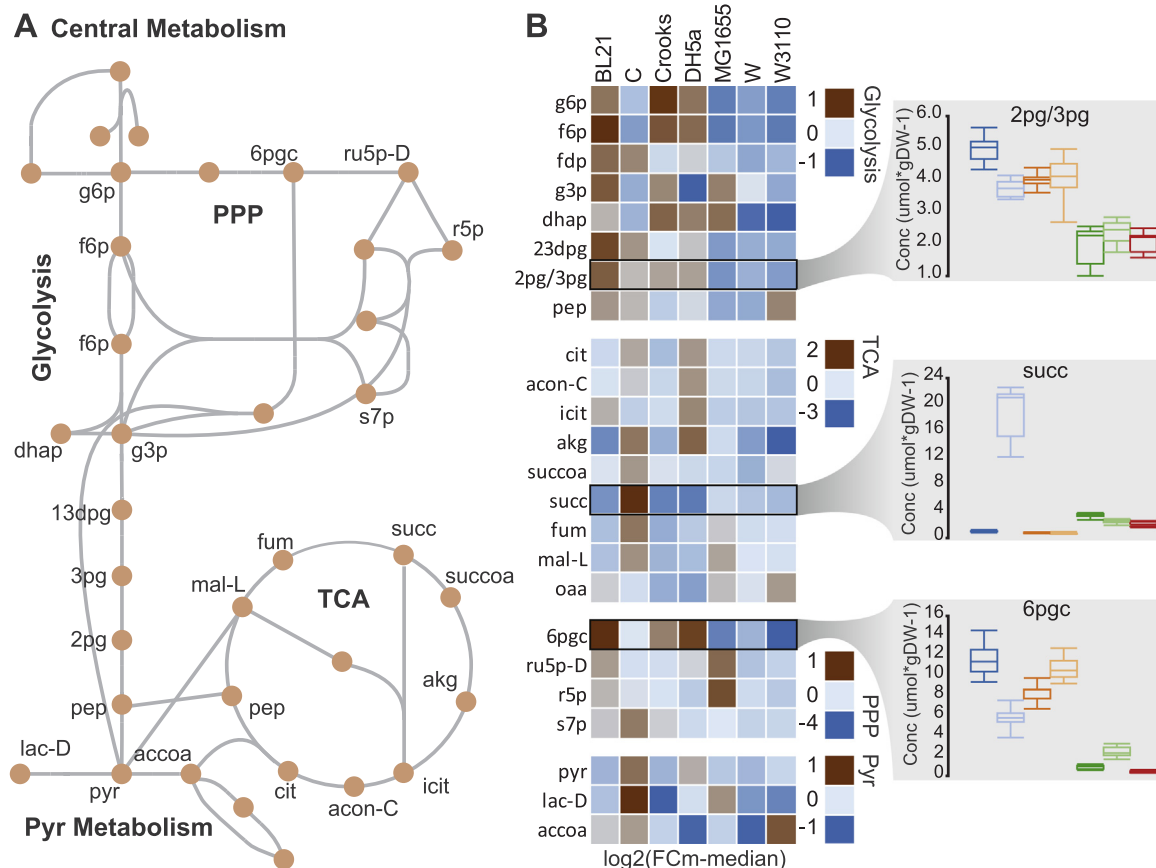 A Central Metabolism
g6p
6pgc
ru5p-D
PPP
r5p
f6p
Glycolysis
f6p
s7p
dhap
g3p
13dpg
3pg
2pg
pep
lac-D
pyr
accoa
Pyr Metabolism
fum
succ
mal-L
succoa
TCA
akg
pep
cit
acon-C
icit
B
BL21
C
Crooks
DH5a
MG1655
W
W3110
g6p
f6p
fdp
g3p
dhap
23dpg
2pg/3pg
pep
1
0
-1
Glycolysis
cit
acon-C
icit
akg
succoa
succ
fum
mal-L
oaa
2
0
-3
TCA
6pgc
ru5p-D
r5p
s7p
1
0
-4
PPP
pyr
lac-D
accoa
1
0
-1
Pyr
log2(FCm-median)
2pg/3pg
Conc (umol*gDW-1)
6.0
5.0
4.0
3.0
2.0
1.0
succ
Conc (umol*gDW-1)
24
20
16
12
8
4
0
6pgc
Conc (umol*gDW-1)
16
14
12
10
8
6
4
2
0